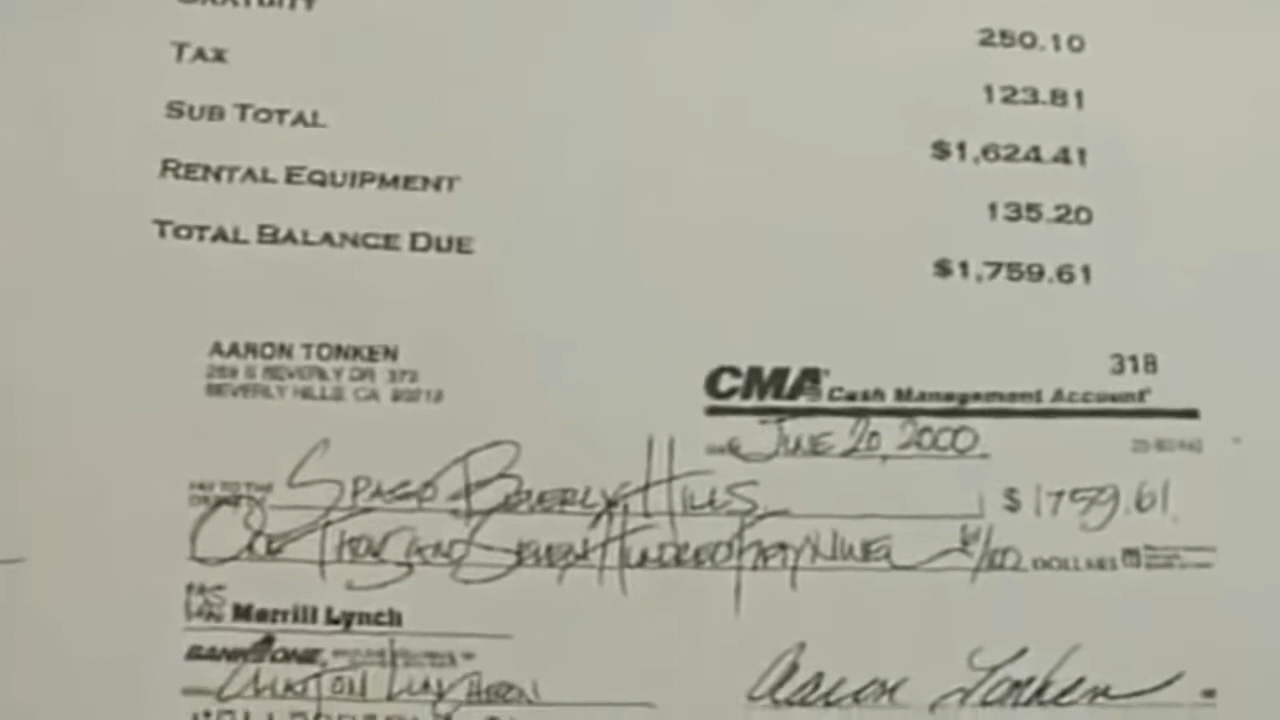 GRATUITY 250.10
TAX 123.81
SUB TOTAL $1,624.41
RENTAL EQUIPMENT 135.20
TOTAL BALANCE DUE $1,759.61
AARON TONKEN
269 S BEVERLY DR 372
BEVERLY HILLS CA 90212
318
CMA Cash Management Account
JUNE 20, 2000
PAY TO THE ORDER OF SPAGO BEVERLY HILLS $ 1759.61
ONE THOUSAND SEVEN HUNDRED FIFTY NINE 61/100 DOLLARS
Merrill Lynch
BANK ONE,
CLINTON LUNCHEON Aaron Tonken